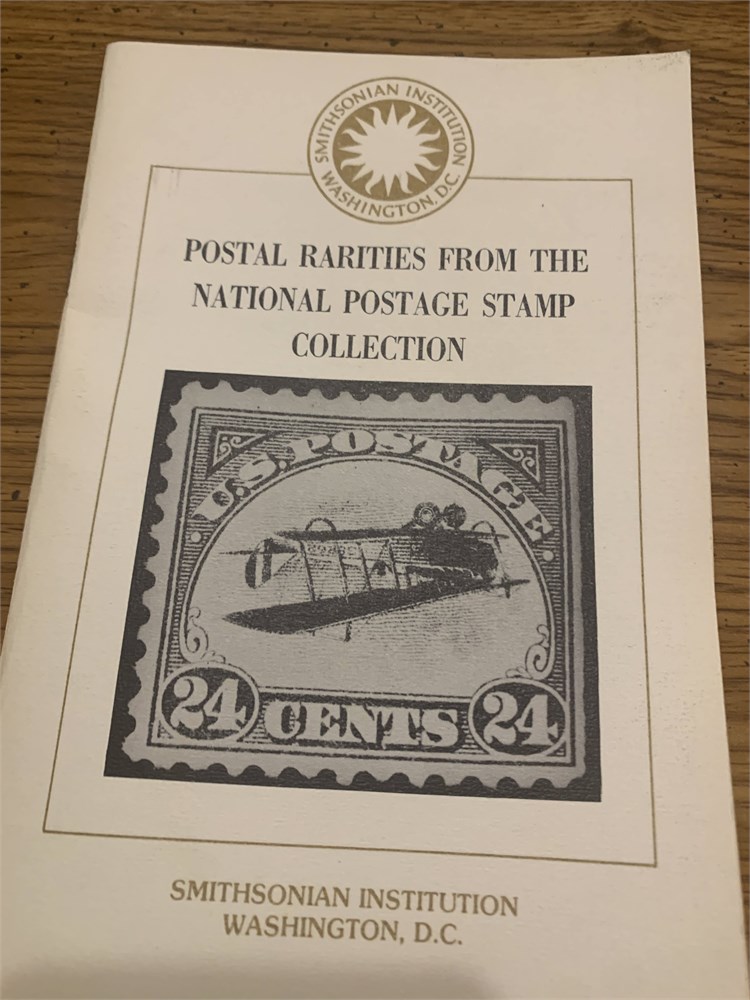 SMITHSONIAN INSTITUTION
WASHINGTON, D.C.
POSTAL RARITIES FROM THE
NATIONAL POSTAGE STAMP
COLLECTION
U.S. POSTAGE
24 CENTS 24
SMITHSONIAN INSTITUTION
WASHINGTON, D.C.